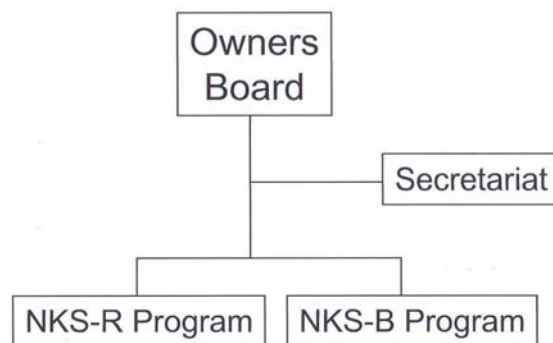 Owners
Board
Secretariat
NKS-R Program
NKS-B Program